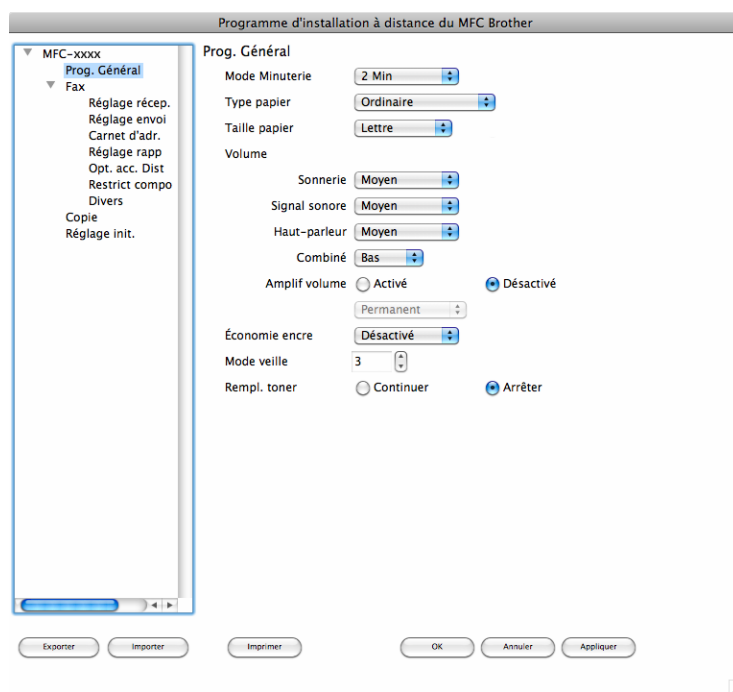 Programme d'installation à distance du MFC Brother
MFC-xxxx
Prog. Général
Fax
Réglage récep.
Réglage envoi
Carnet d'adr.
Réglage rapp
Opt. acc. Dist
Restrict compo
Divers
Copie
Réglage init.
Prog. Général
Mode Minuterie 2 Min
Type papier Ordinaire
Taille papier Lettre
Volume
Sonnerie Moyen
Signal sonore Moyen
Haut-parleur Moyen
Combiné Bas
Amplif volume Activé Désactivé
Permanent
Économie encre Désactivé
Mode veille 3
Rempl. toner Continuer Arrêter
Exporter Importer Imprimer OK Annuler Appliquer